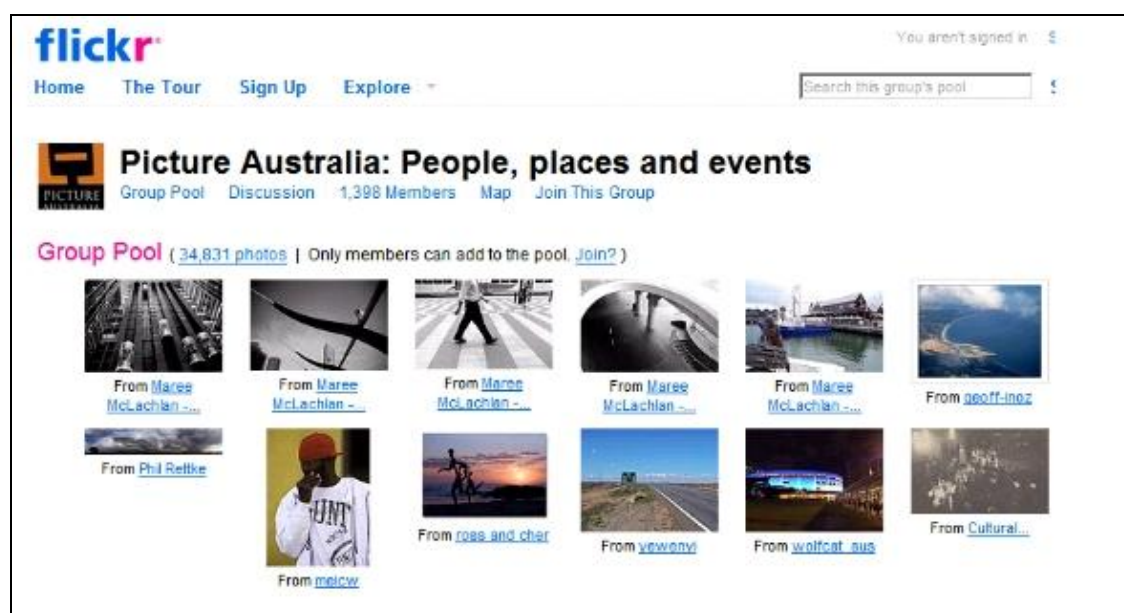 flickr
You aren't signed in
Home The Tour Sign Up Explore
Search this group's pool
PICTURE
AUSTRALIA
Picture Australia: People, places and events
Group Pool Discussion 1,398 Members Map Join This Group
Group Pool ( 34,831 photos | Only members can add to the pool. Join? )
From Maree McLachlan -... From Maree McLachlan -... From Maree McLachlan -... From Maree McLachlan -... From Maree McLachlan -... From geoff-inoz
From Phil Rettke
From meicw
From ross and cher
From yewenyi
From wolfcat_aus
From Cultural...